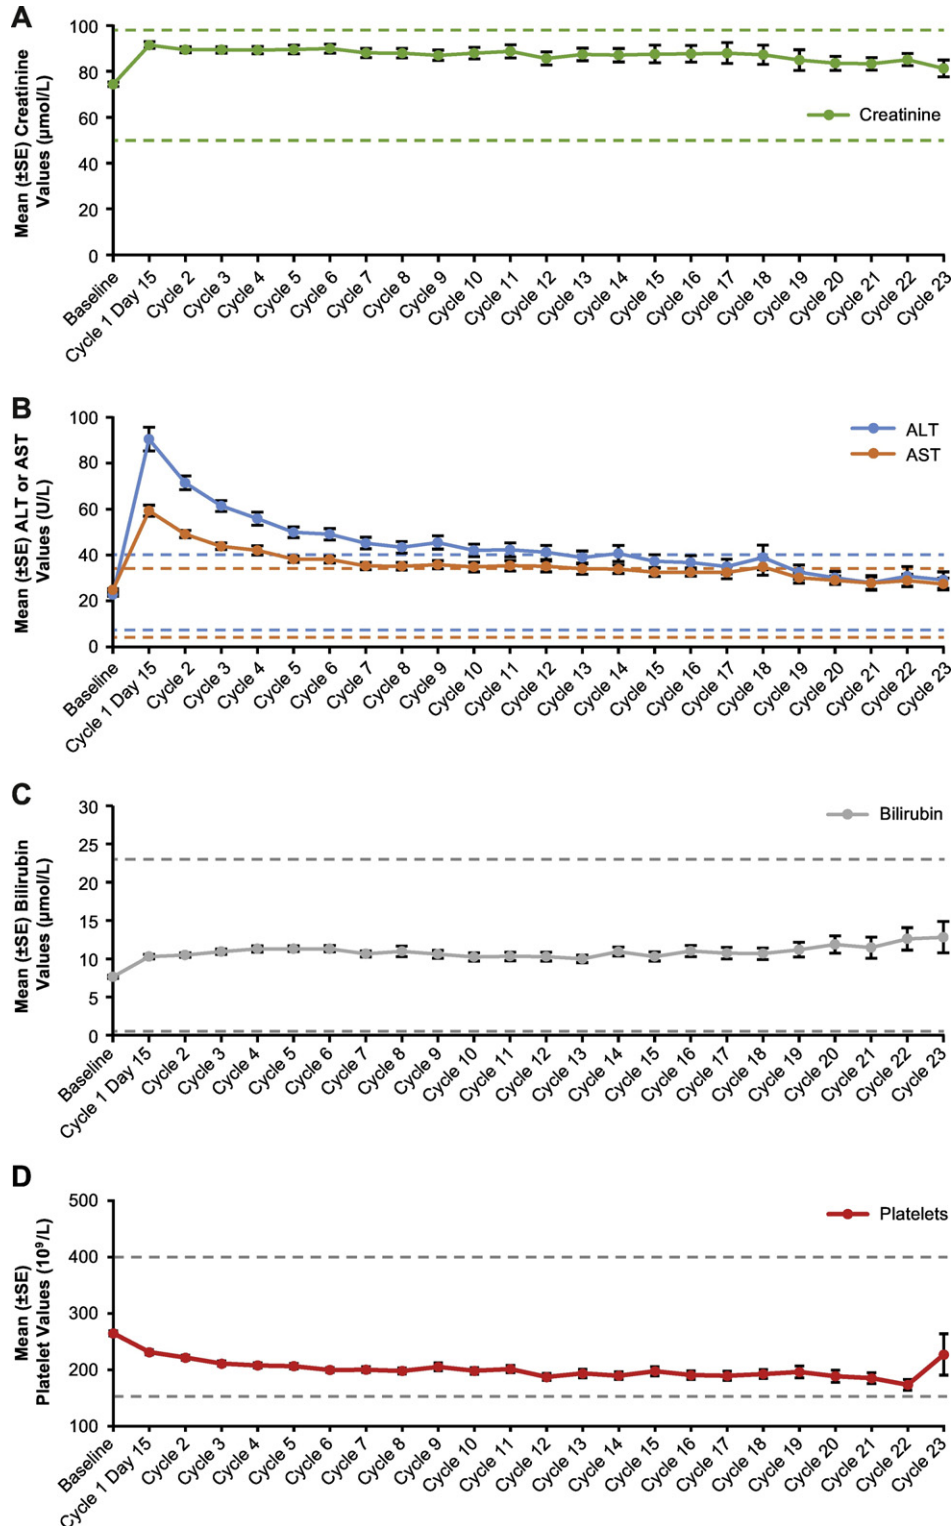 A
Mean (±SE) Creatinine
Values (µmol/L)
100
80
60
40
20
0
Creatinine
Baseline
Cycle 1 Day 15
Cycle 2
Cycle 3
Cycle 4
Cycle 5
Cycle 6
Cycle 7
Cycle 8
Cycle 9
Cycle 10
Cycle 11
Cycle 12
Cycle 13
Cycle 14
Cycle 15
Cycle 16
Cycle 17
Cycle 18
Cycle 19
Cycle 20
Cycle 21
Cycle 22
Cycle 23
B
Mean (±SE) ALT or AST
Values (U/L)
100
80
60
40
20
0
ALT
AST
Baseline
Cycle 1 Day 15
Cycle 2
Cycle 3
Cycle 4
Cycle 5
Cycle 6
Cycle 7
Cycle 8
Cycle 9
Cycle 10
Cycle 11
Cycle 12
Cycle 13
Cycle 14
Cycle 15
Cycle 16
Cycle 17
Cycle 18
Cycle 19
Cycle 20
Cycle 21
Cycle 22
Cycle 23
C
Mean (±SE) Bilirubin
Values (µmol/L)
30
25
20
15
10
5
0
Bilirubin
Baseline
Cycle 1 Day 15
Cycle 2
Cycle 3
Cycle 4
Cycle 5
Cycle 6
Cycle 7
Cycle 8
Cycle 9
Cycle 10
Cycle 11
Cycle 12
Cycle 13
Cycle 14
Cycle 15
Cycle 16
Cycle 17
Cycle 18
Cycle 19
Cycle 20
Cycle 21
Cycle 22
Cycle 23
D
Mean (±SE)
Platelet Values (10⁹/L)
500
400
300
200
100
Platelets
Baseline
Cycle 1 Day 15
Cycle 2
Cycle 3
Cycle 4
Cycle 5
Cycle 6
Cycle 7
Cycle 8
Cycle 9
Cycle 10
Cycle 11
Cycle 12
Cycle 13
Cycle 14
Cycle 15
Cycle 16
Cycle 17
Cycle 18
Cycle 19
Cycle 20
Cycle 21
Cycle 22
Cycle 23